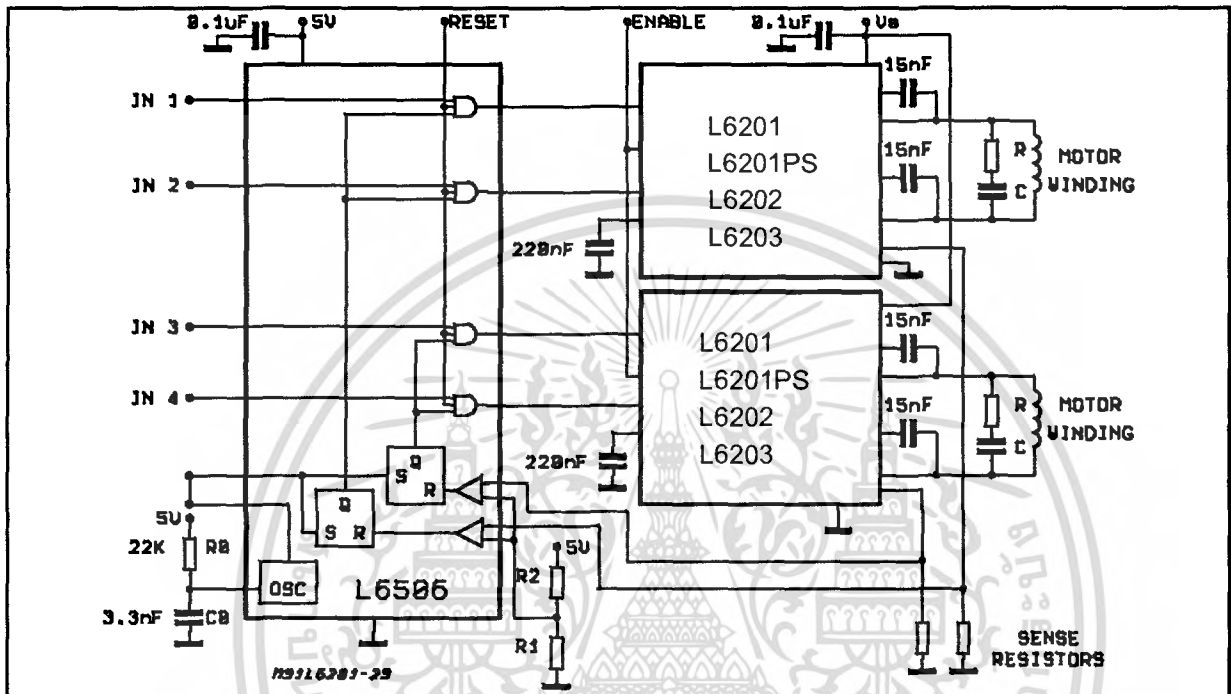 0.1uF 5V RESET ENABLE 0.1uF Vs
15nF
IN 1
L6201
L6201PS
L6202
L6203
R
C
MOTOR
WINDING
15nF
IN 2
220nF
IN 3
L6201
L6201PS
L6202
L6203
15nF
R
C
MOTOR
WINDING
15nF
IN 4
220nF
S Q R
S Q R
5V
22K R0
OSC
L6506
3.3nF C0
5V
R2
R1
SENSE
RESISTORS
M91L6201-29